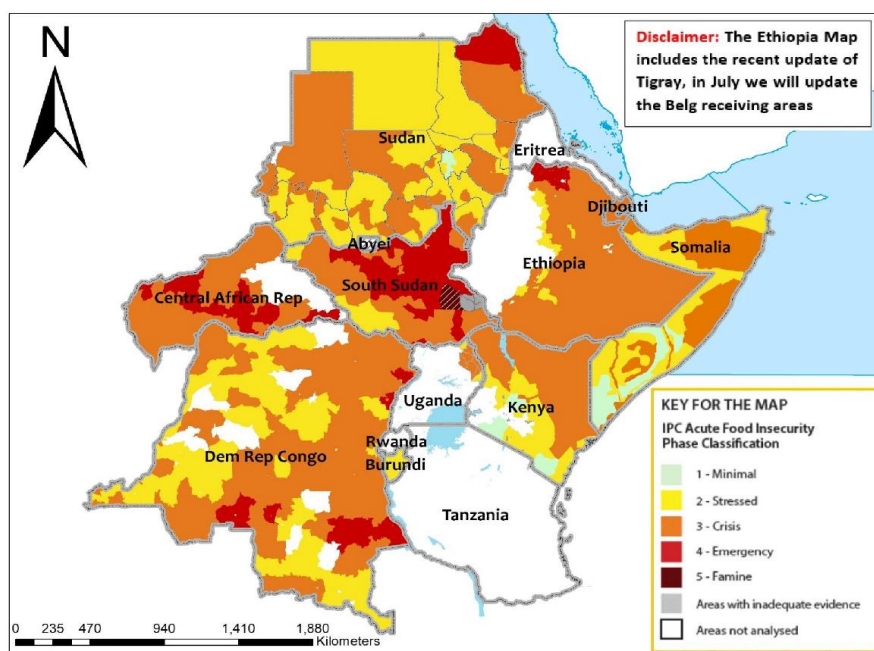 N
Disclaimer: The Ethiopia Map
includes the recent update of
Tigray, in July we will update
the Belg receiving areas
Sudan
Eritrea
Djibouti
Abyei
Somalia
Ethiopia
South Sudan
Central African Rep
Uganda
Kenya
Rwanda
Dem Rep Congo
Burundi
Tanzania
KEY FOR THE MAP
IPC Acute Food Insecurity
Phase Classification
1 - Minimal
2 - Stressed
3 - Crisis
4 - Emergency
5 - Famine
Areas with inadequate evidence
Areas not analysed
0 235 470 940 1,410 1,880
Kilometers